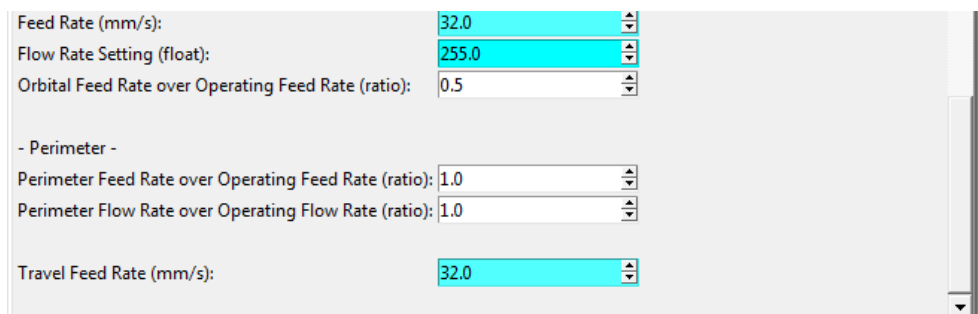 Feed Rate (mm/s): 32.0
Flow Rate Setting (float): 255.0
Orbital Feed Rate over Operating Feed Rate (ratio): 0.5
- Perimeter -
Perimeter Feed Rate over Operating Feed Rate (ratio): 1.0
Perimeter Flow Rate over Operating Flow Rate (ratio): 1.0
Travel Feed Rate (mm/s): 32.0